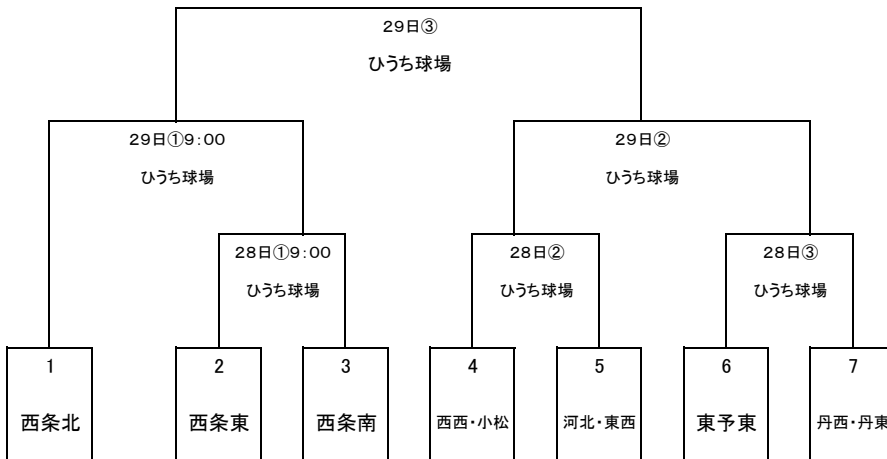 29日③
ひうち球場
29日①9:00
29日②
ひうち球場
ひうち球場
28日①9:00
28日②
28日③
ひうち球場
ひうち球場
ひうち球場
1
2
3
4
5
6
7
西条北
西条東
西条南
西西・小松
河北・東西
東予東
丹西・丹東